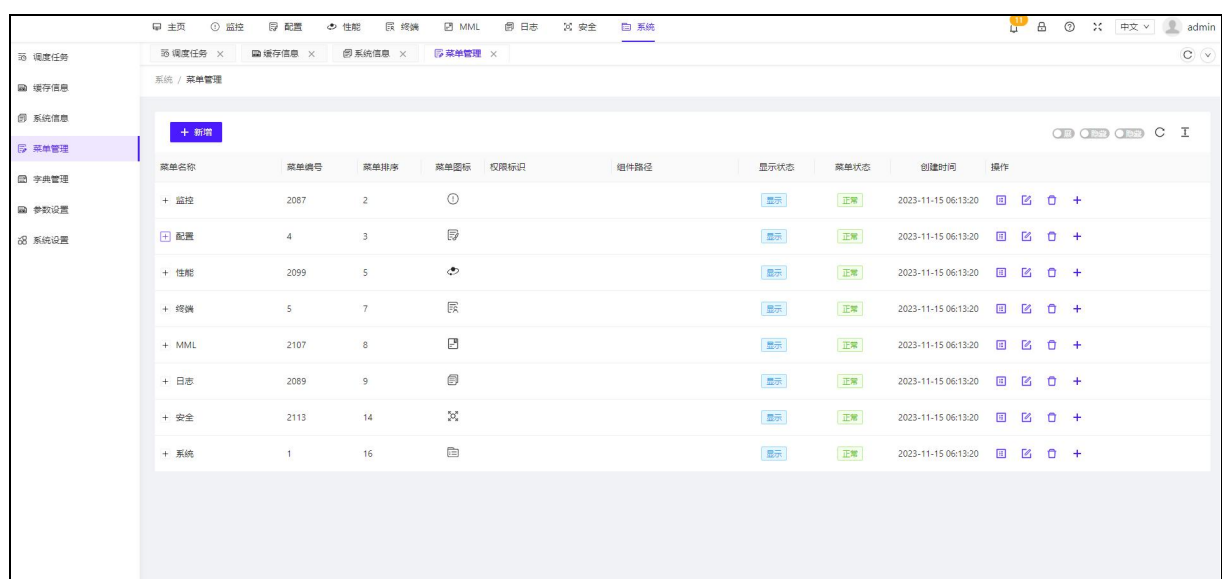 主页 监控 配置 性能 终端 MML 日志 安全 系统 11 中文 admin
调度任务 缓存信息 系统信息 菜单管理
系统 / 菜单管理
调度任务
缓存信息
系统信息
菜单管理
字典管理
参数设置
系统设置
+ 新增
菜单名称 菜单编号 菜单排序 菜单图标 权限标识 组件路径 显示状态 菜单状态 创建时间 操作
+ 监控 2087 2 显示 正常 2023-11-15 06:13:20
+ 配置 4 3 显示 正常 2023-11-15 06:13:20
+ 性能 2099 5 显示 正常 2023-11-15 06:13:20
+ 终端 5 7 显示 正常 2023-11-15 06:13:20
+ MML 2107 8 显示 正常 2023-11-15 06:13:20
+ 日志 2089 9 显示 正常 2023-11-15 06:13:20
+ 安全 2113 14 显示 正常 2023-11-15 06:13:20
+ 系统 1 16 显示 正常 2023-11-15 06:13:20